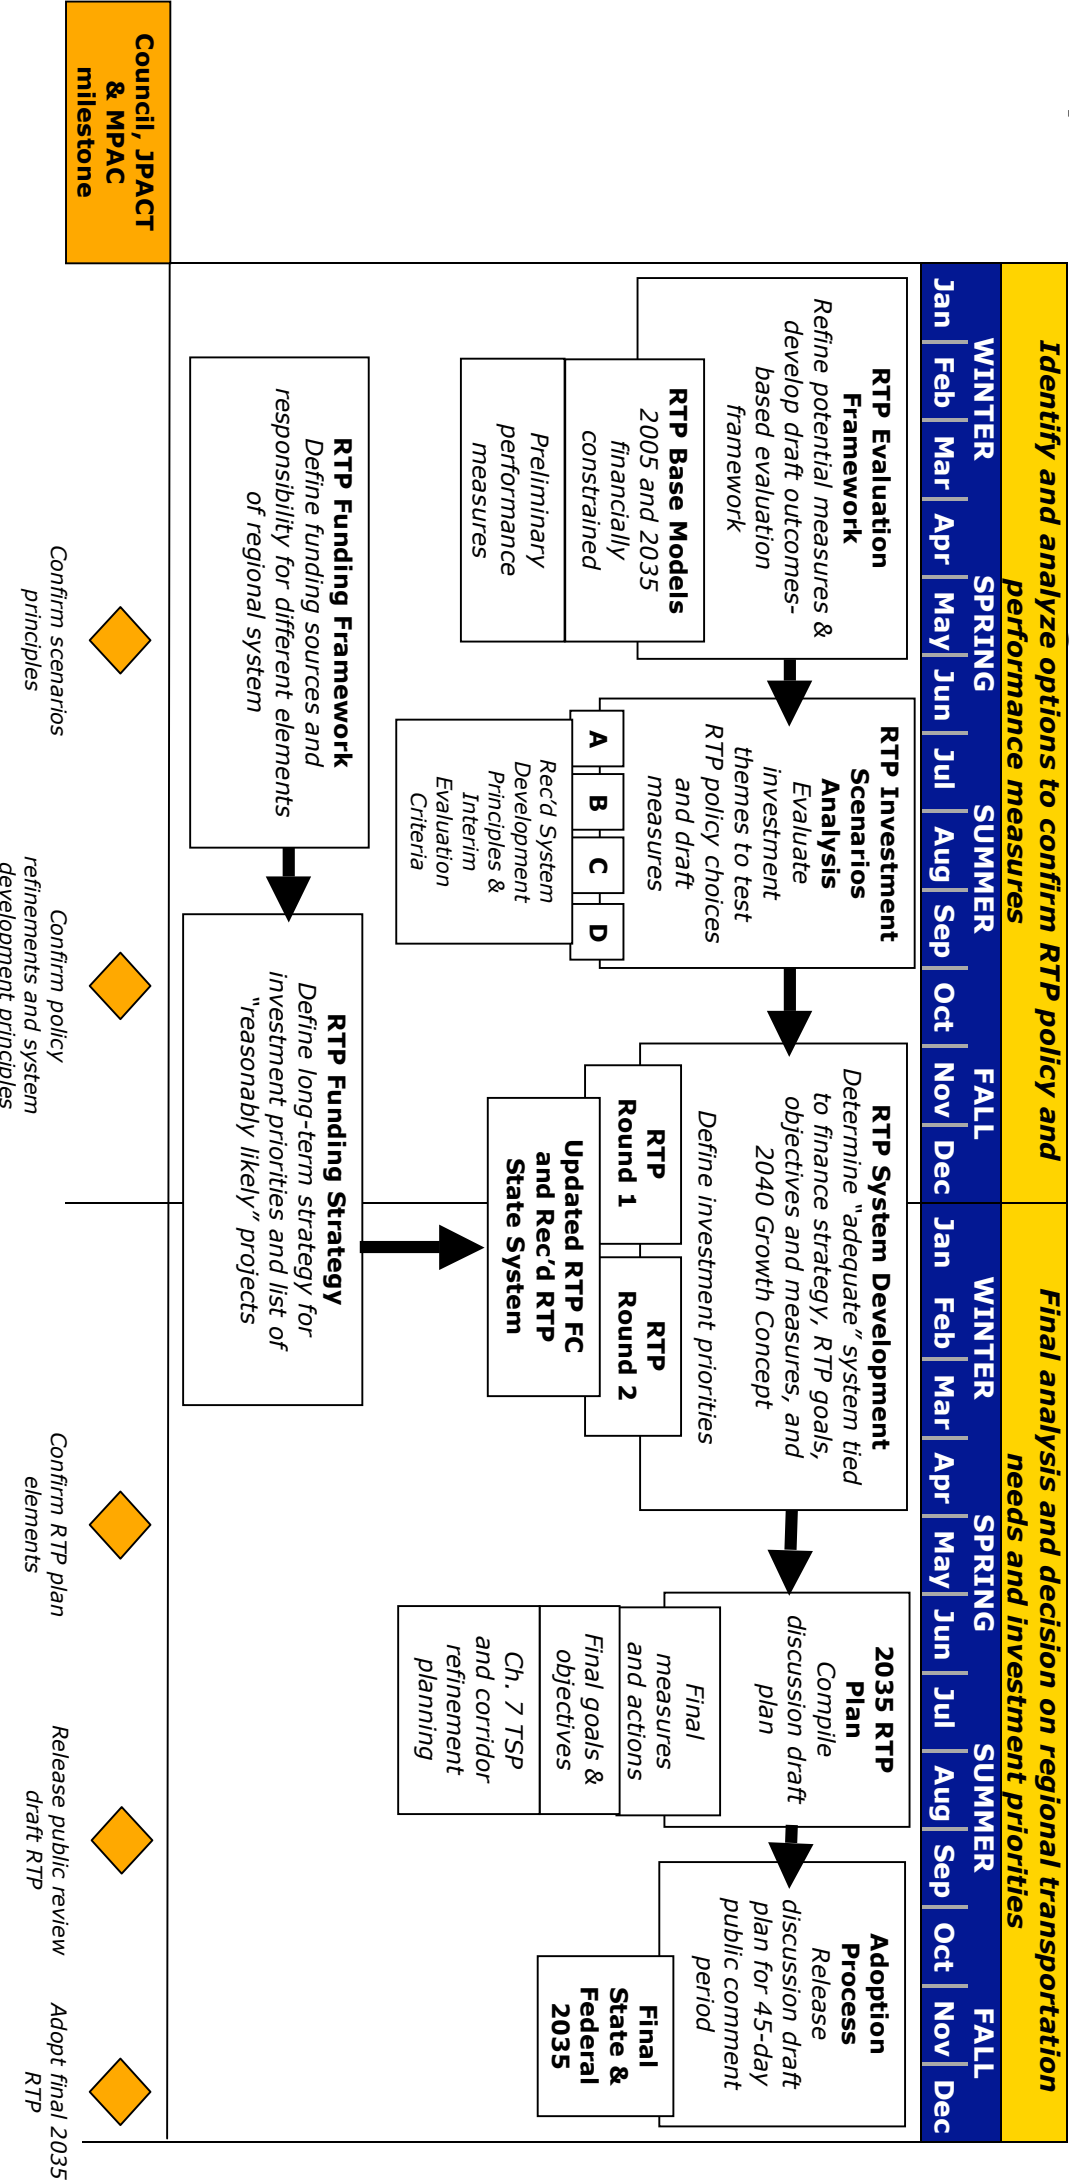 Identify and analyze options to confirm RTP policy and
performance measures
Final analysis and decision on regional transportation
needs and investment priorities
WINTER
SPRING
SUMMER
FALL
WINTER
SPRING
SUMMER
FALL
Jan
Feb
Mar
Apr
May
Jun
Jul
Aug
Sep
Oct
Nov
Dec
Jan
Feb
Mar
Apr
May
Jun
Jul
Aug
Sep
Oct
Nov
Dec
RTP Evaluation
Framework
Refine potential measures &
develop draft outcomes-
based evaluation
framework
RTP Base Models
2005 and 2035
financially
constrained
Preliminary
performance
measures
RTP Investment
Scenarios
Analysis
Evaluate
investment
themes to test
RTP policy choices
and draft
measures
A
B
C
D
Rec’d System
Development
Principles &
Interim
Evaluation
Criteria
RTP System Development
Determine “adequate” system tied
to finance strategy, RTP goals,
objectives and measures, and
2040 Growth Concept
Define investment priorities
RTP
Round 1
RTP
Round 2
Updated RTP FC
and Rec’d RTP
State System
2035 RTP
Plan
Compile
discussion draft
plan
Final
measures
and actions
Final goals &
objectives
Ch. 7 TSP
and corridor
refinement
planning
Adoption
Process
Release
discussion draft
plan for 45-day
public comment
period
Final
State &
Federal
2035
RTP Funding Framework
Define funding sources and
responsibility for different elements
of regional system
RTP Funding Strategy
Define long-term strategy for
investment priorities and list of
“reasonably likely” projects
Council, JPACT
& MPAC
milestone
Confirm scenarios
principles
Confirm policy
refinements and system
development principles
Confirm RTP plan
elements
Release public review
draft RTP
Adopt final 2035
RTP